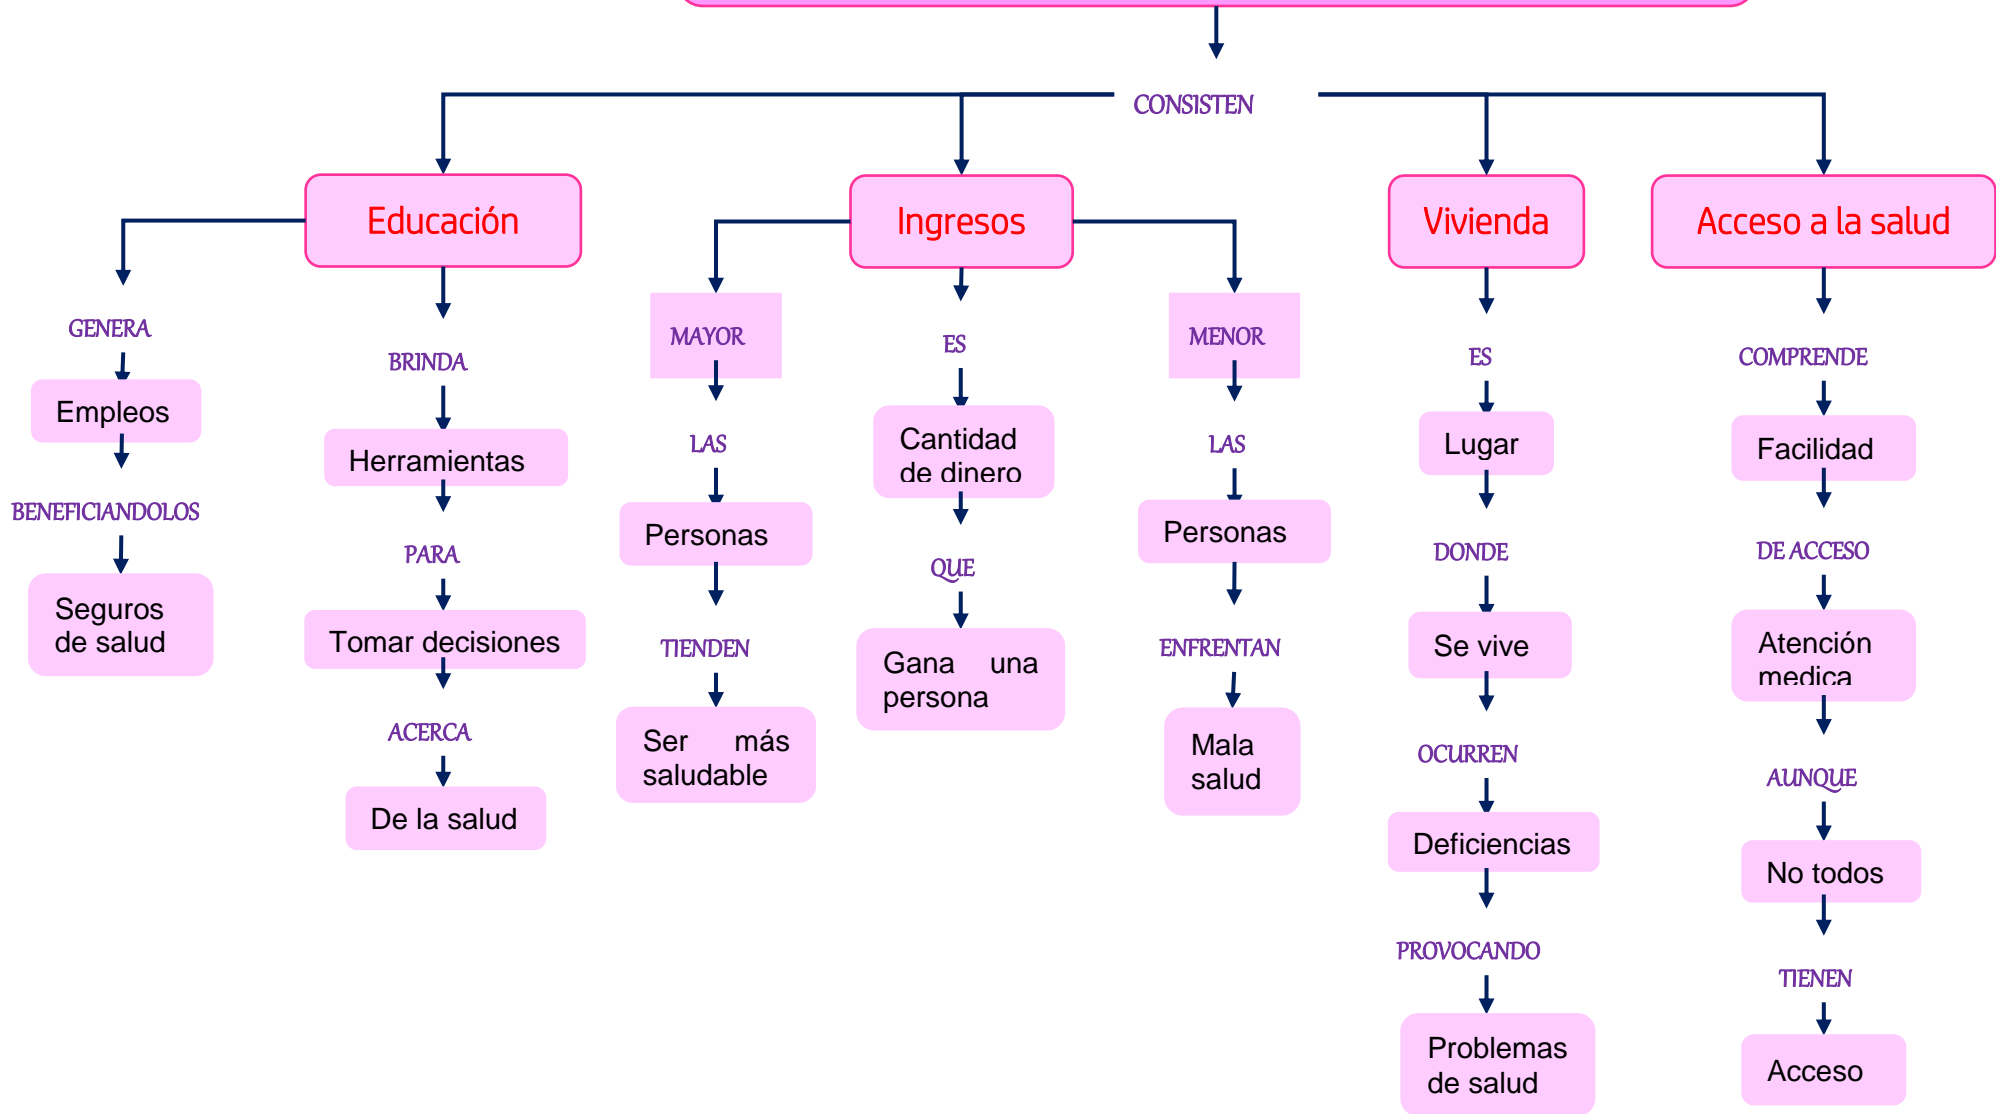 CONSISTEN
Educación
GENERA
Empleos
BENEFICIANDOLOS
Seguros
de salud
BRINDA
Herramientas
PARA
Tomar decisiones
ACERCA
De la salud
Ingresos
MAYOR
LAS
Personas
TIENDEN
Ser más
saludable
ES
Cantidad
de dinero
QUE
Gana una
persona
MENOR
LAS
Personas
ENFRENTAN
Mala
salud
Vivienda
ES
Lugar
DONDE
Se vive
OCURREN
Deficiencias
PROVOCANDO
Problemas
de salud
Acceso a la salud
COMPRENDE
Facilidad
DE ACCESO
Atención
medica
AUNQUE
No todos
TIENEN
Acceso